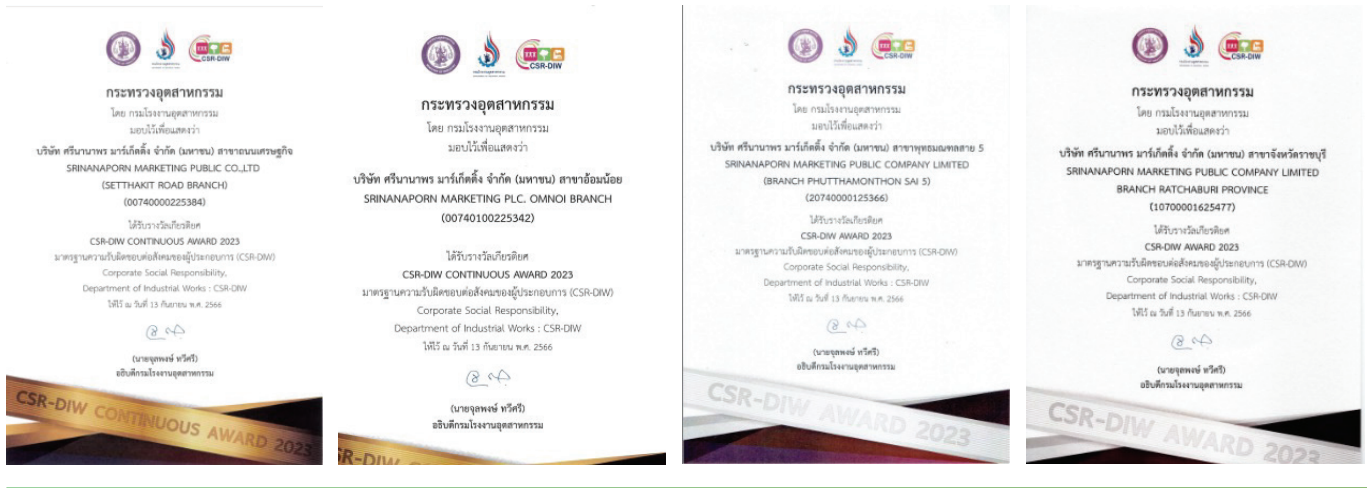 CSR-DIW
กระทรวงอุตสาหกรรม
โดย กรมโรงงานอุตสาหกรรม
มอบไว้เพื่อแสดงว่า
บริษัท ศรีนานาพร มาร์เก็ตติ้ง จำกัด (มหาชน) สาขาถนนเศรษฐกิจ
SRINANAPORN MARKETING PUBLIC CO.,LTD
(SETTHAKIT ROAD BRANCH)
(00740000225384)
ได้รับรางวัลเกียรติยศ
CSR-DIW CONTINUOUS AWARD 2023
มาตรฐานความรับผิดชอบต่อสังคมของผู้ประกอบการ (CSR-DIW)
Corporate Social Responsibility,
Department of Industrial Works : CSR-DIW
ให้ไว้ ณ วันที่ 13 กันยายน พ.ศ. 2566
(นายจุลพงษ์ ทวีศรี)
อธิบดีกรมโรงงานอุตสาหกรรม
CSR-DIW CONTINUOUS AWARD 2023
CSR-DIW
กระทรวงอุตสาหกรรม
โดย กรมโรงงานอุตสาหกรรม
มอบไว้เพื่อแสดงว่า
บริษัท ศรีนานาพร มาร์เก็ตติ้ง จำกัด (มหาชน) สาขาอ้อมน้อย
SRINANAPORN MARKETING PLC. OMNOI BRANCH
(00740100225342)
ได้รับรางวัลเกียรติยศ
CSR-DIW CONTINUOUS AWARD 2023
มาตรฐานความรับผิดชอบต่อสังคมของผู้ประกอบการ (CSR-DIW)
Corporate Social Responsibility,
Department of Industrial Works : CSR-DIW
ให้ไว้ ณ วันที่ 13 กันยายน พ.ศ. 2566
(นายจุลพงษ์ ทวีศรี)
อธิบดีกรมโรงงานอุตสาหกรรม
CSR-DIW
กระทรวงอุตสาหกรรม
โดย กรมโรงงานอุตสาหกรรม
มอบไว้เพื่อแสดงว่า
บริษัท ศรีนานาพร มาร์เก็ตติ้ง จำกัด (มหาชน) สาขาพุทธมณฑลสาย 5
SRINANAPORN MARKETING PUBLIC COMPANY LIMITED
(BRANCH PHUTTHAMONTHON SAI 5)
(20740000125366)
ได้รับรางวัลเกียรติยศ
CSR-DIW AWARD 2023
มาตรฐานความรับผิดชอบต่อสังคมของผู้ประกอบการ (CSR-DIW)
Corporate Social Responsibility,
Department of Industrial Works : CSR-DIW
ให้ไว้ ณ วันที่ 13 กันยายน พ.ศ. 2566
(นายจุลพงษ์ ทวีศรี)
อธิบดีกรมโรงงานอุตสาหกรรม
CSR-DIW AWARD 2023
CSR-DIW
กระทรวงอุตสาหกรรม
โดย กรมโรงงานอุตสาหกรรม
มอบไว้เพื่อแสดงว่า
บริษัท ศรีนานาพร มาร์เก็ตติ้ง จำกัด (มหาชน) สาขาจังหวัดราชบุรี
SRINANAPORN MARKETING PUBLIC COMPANY LIMITED
BRANCH RATCHABURI PROVINCE
(10700001625477)
ได้รับรางวัลเกียรติยศ
CSR-DIW AWARD 2023
มาตรฐานความรับผิดชอบต่อสังคมของผู้ประกอบการ (CSR-DIW)
Corporate Social Responsibility,
Department of Industrial Works : CSR-DIW
ให้ไว้ ณ วันที่ 13 กันยายน พ.ศ. 2566
(นายจุลพงษ์ ทวีศรี)
อธิบดีกรมโรงงานอุตสาหกรรม
CSR-DIW AWARD 2023